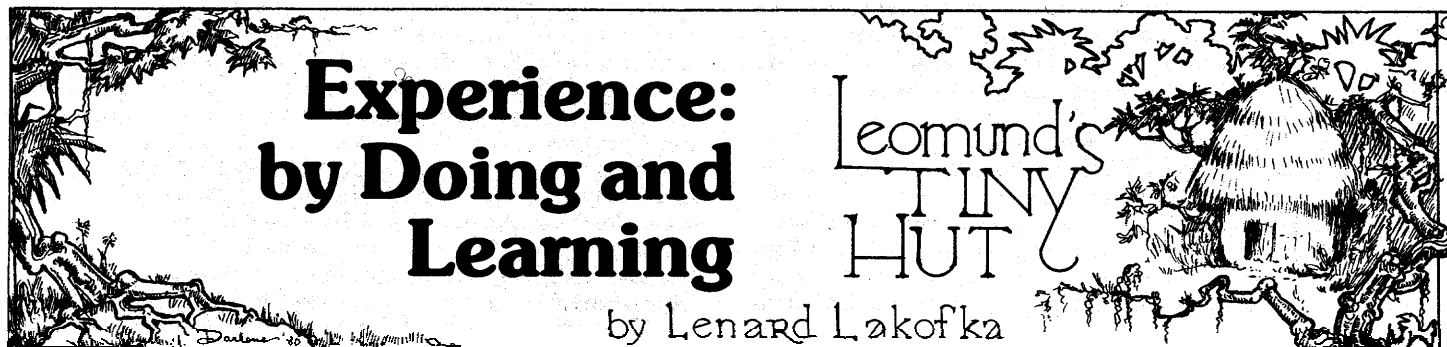 Experience:
by Doing and
Learning
Leomund's
TINY
HUT
by Lenard Lakofka
Darlene '80